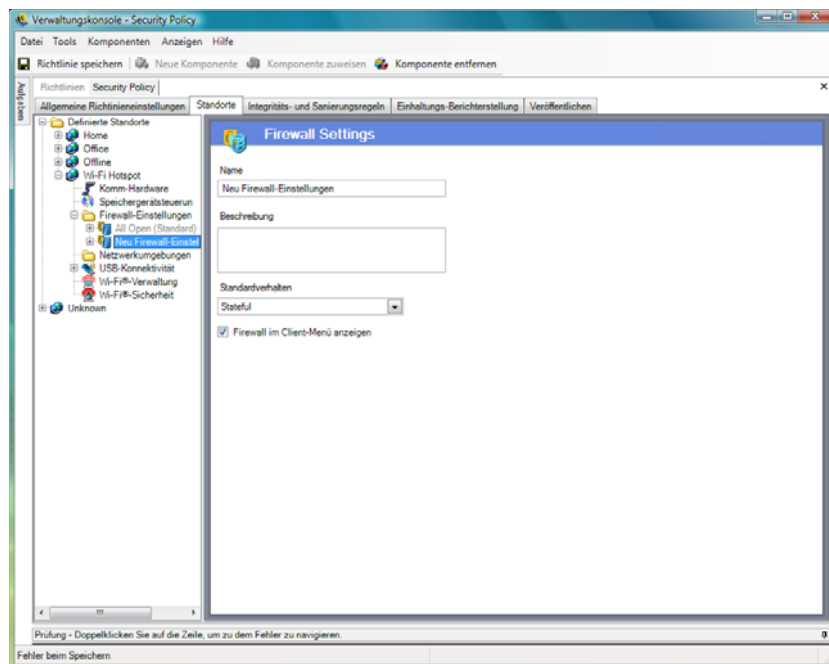 Verwaltungskonsole - Security Policy
Datei Tools Komponenten Anzeigen Hilfe
Richtlinie speichern Neue Komponente Komponente zuweisen Komponente entfernen
Aufgaben
Richtlinien Security Policy
Allgemeine Richtinieneinstellungen Standorte Integritäts- und Sanierungsregeln Einhaltungs-Berichterstellung Veröffentlichen
Definierte Standorte
Home
Office
Offline
Wi-Fi Hotspot
Komm-Hardware
Speichergerätsteuerun
Firewall-Einstellungen
All Open (Standard)
Neu Firewall-Einstel
Netzwerkumgebungen
USB-Konnektivität
Wi-Fi®-Verwaltung
Wi-Fi®-Sicherheit
Unknown
Firewall Settings
Name
Neu Firewall-Einstellungen
Beschreibung
Standardverhalten
Stateful
Firewall im Client-Menü anzeigen
Prüfung - Doppelklicken Sie auf die Zeile, um zu dem Fehler zu navigieren.
Fehler beim Speichern